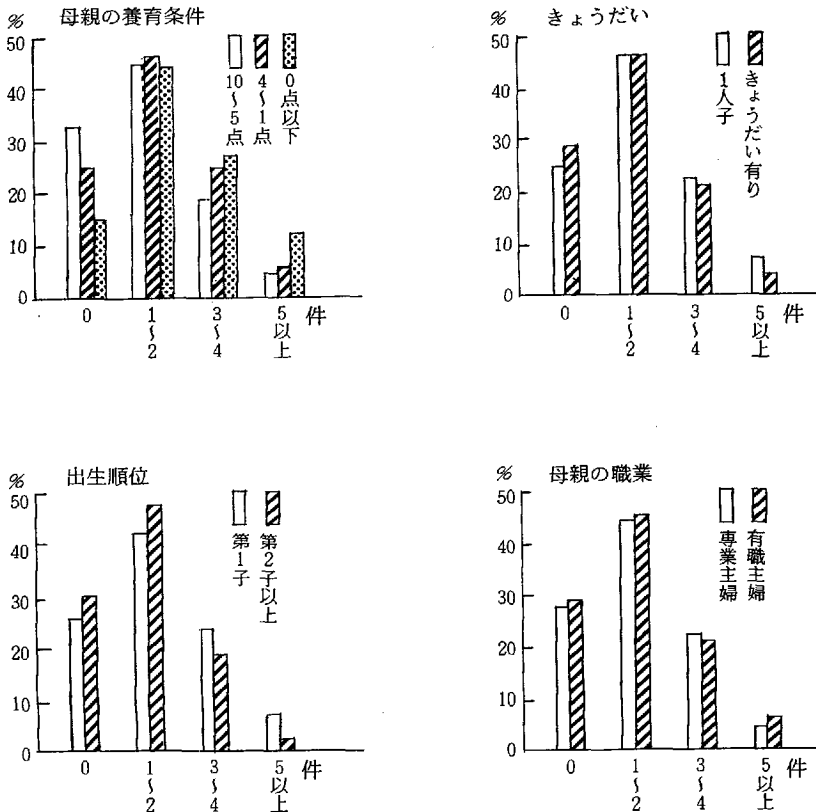 母親の養育条件
%
50
40
30
20
10
0
10~5点
4~1点
0点以下
0
1~2
3~4
5以上
件
きょうだい
%
50
40
30
20
10
0
1人子
きょうだい有り
0
1~2
3~4
5以上
件
出生順位
%
50
40
30
20
10
0
第1子
第2子以上
0
1~2
3~4
5以上
件
母親の職業
%
50
40
30
20
10
0
専業主婦
有職主婦
0
1~2
3~4
5以上
件